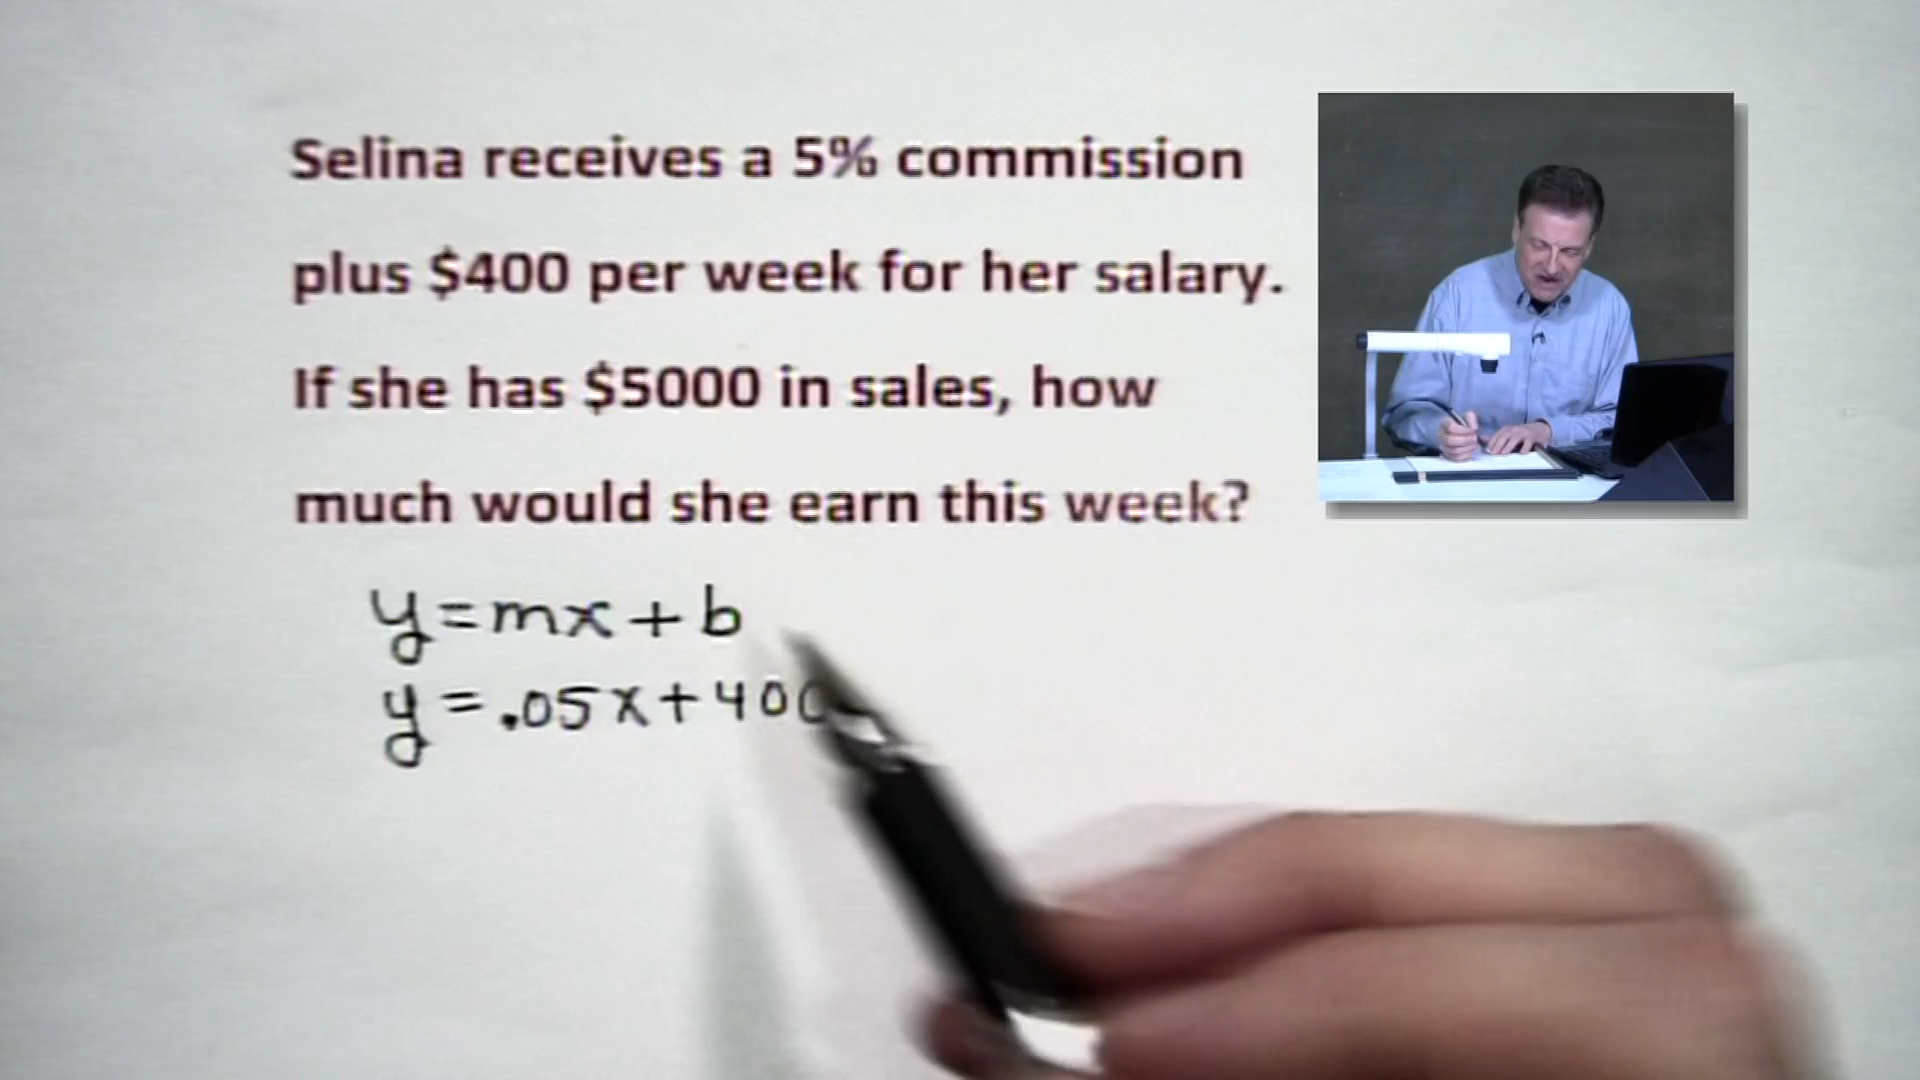 Selina receives a 5% commission
plus $400 per week for her salary.
If she has $5000 in sales, how
much would she earn this week?
y=mx+b
y=.05x+400